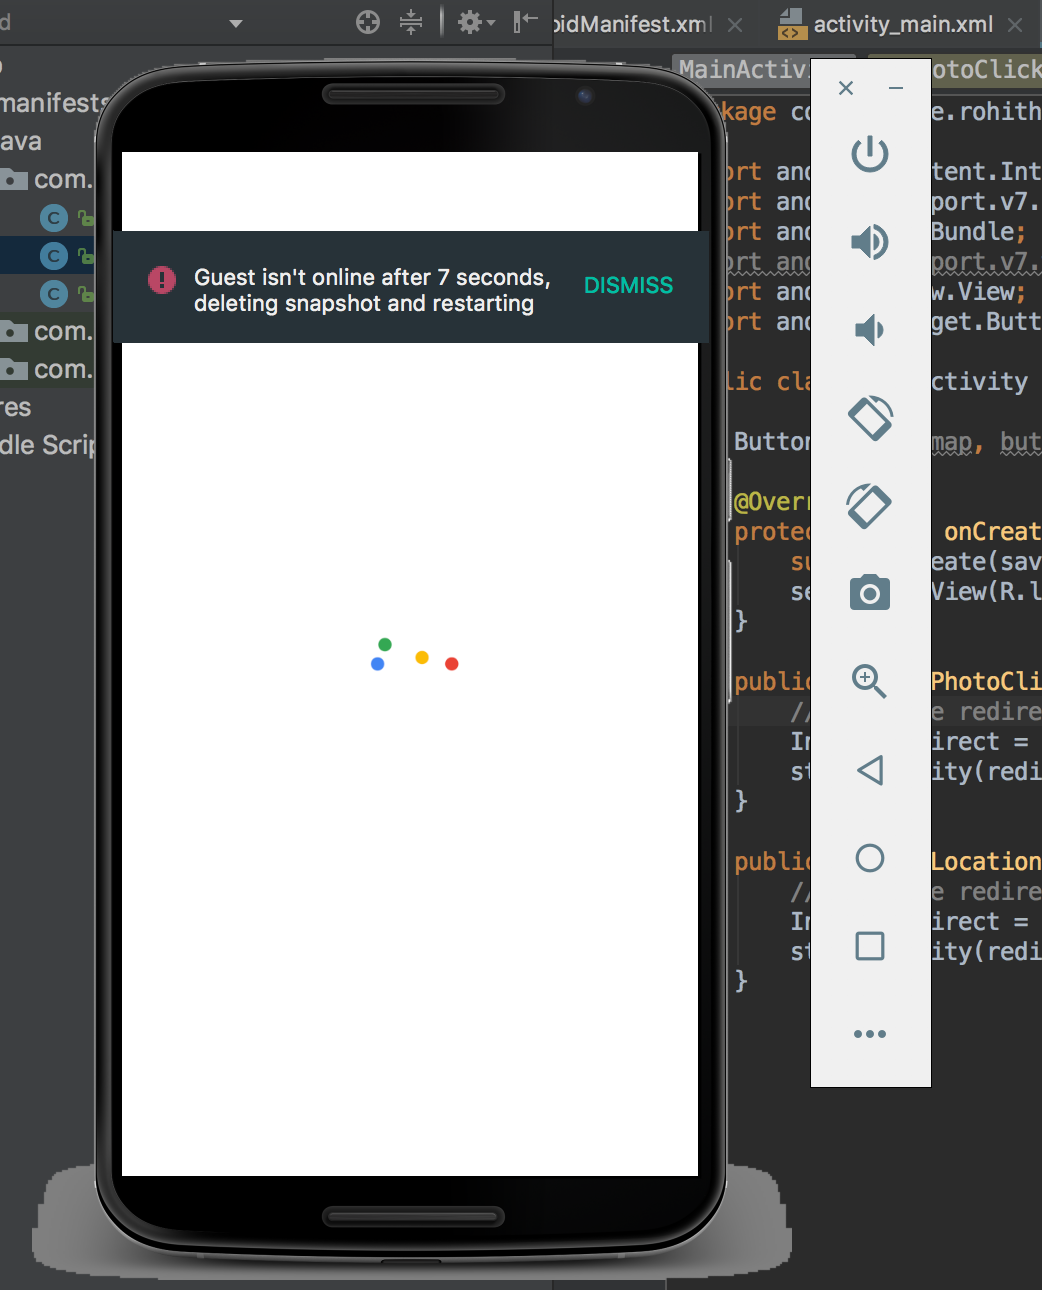 d
oidManifest.xml
activity_main.xml
manifests
ava
com.
com.
com.
res
dle Scrip
Guest isn't online after 7 seconds,
deleting snapshot and restarting
DISMISS
MainActivi
otoClick
kage co
e.rohith
ort and
tent.Int
ort and
port.v7.
ort and
Bundle;
ort and
port.v7.
ort and
w.View;
ort and
get.Butt
lic cla
ctivity
Button
map, but
@Overr
protec
onCreat
su
eate(sav
se
View(R.l
}
public
PhotoCli
//
e redire
In
irect =
st
ity(redi
}
public
Location
//
e redire
In
irect =
st
ity(redi
}